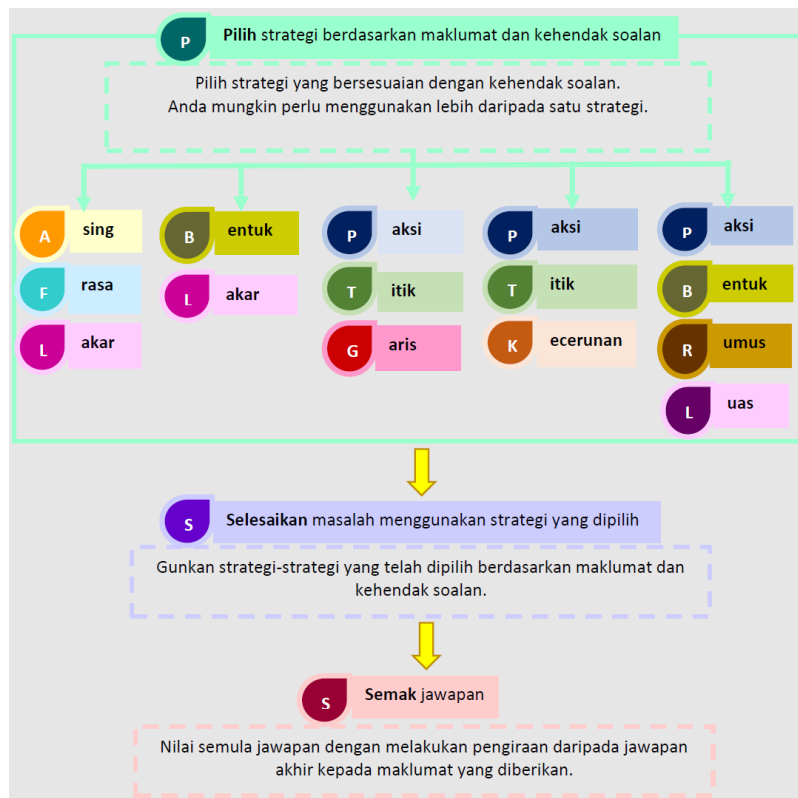 P Pilih strategi berdasarkan maklumat dan kehendak soalan
Pilih strategi yang bersesuaian dengan kehendak soalan.
Anda mungkin perlu menggunakan lebih daripada satu strategi.
A sing
F rasa
L akar
B entuk
L akar
P aksi
T itik
G aris
P aksi
T itik
K ecerunan
P aksi
B entuk
R umus
L uas
S Selesaikan masalah menggunakan strategi yang dipilih
Gunkan strategi-strategi yang telah dipilih berdasarkan maklumat dan
kehendak soalan.
S Semak jawapan
Nilai semula jawapan dengan melakukan pengiraan daripada jawapan
akhir kepada maklumat yang diberikan.